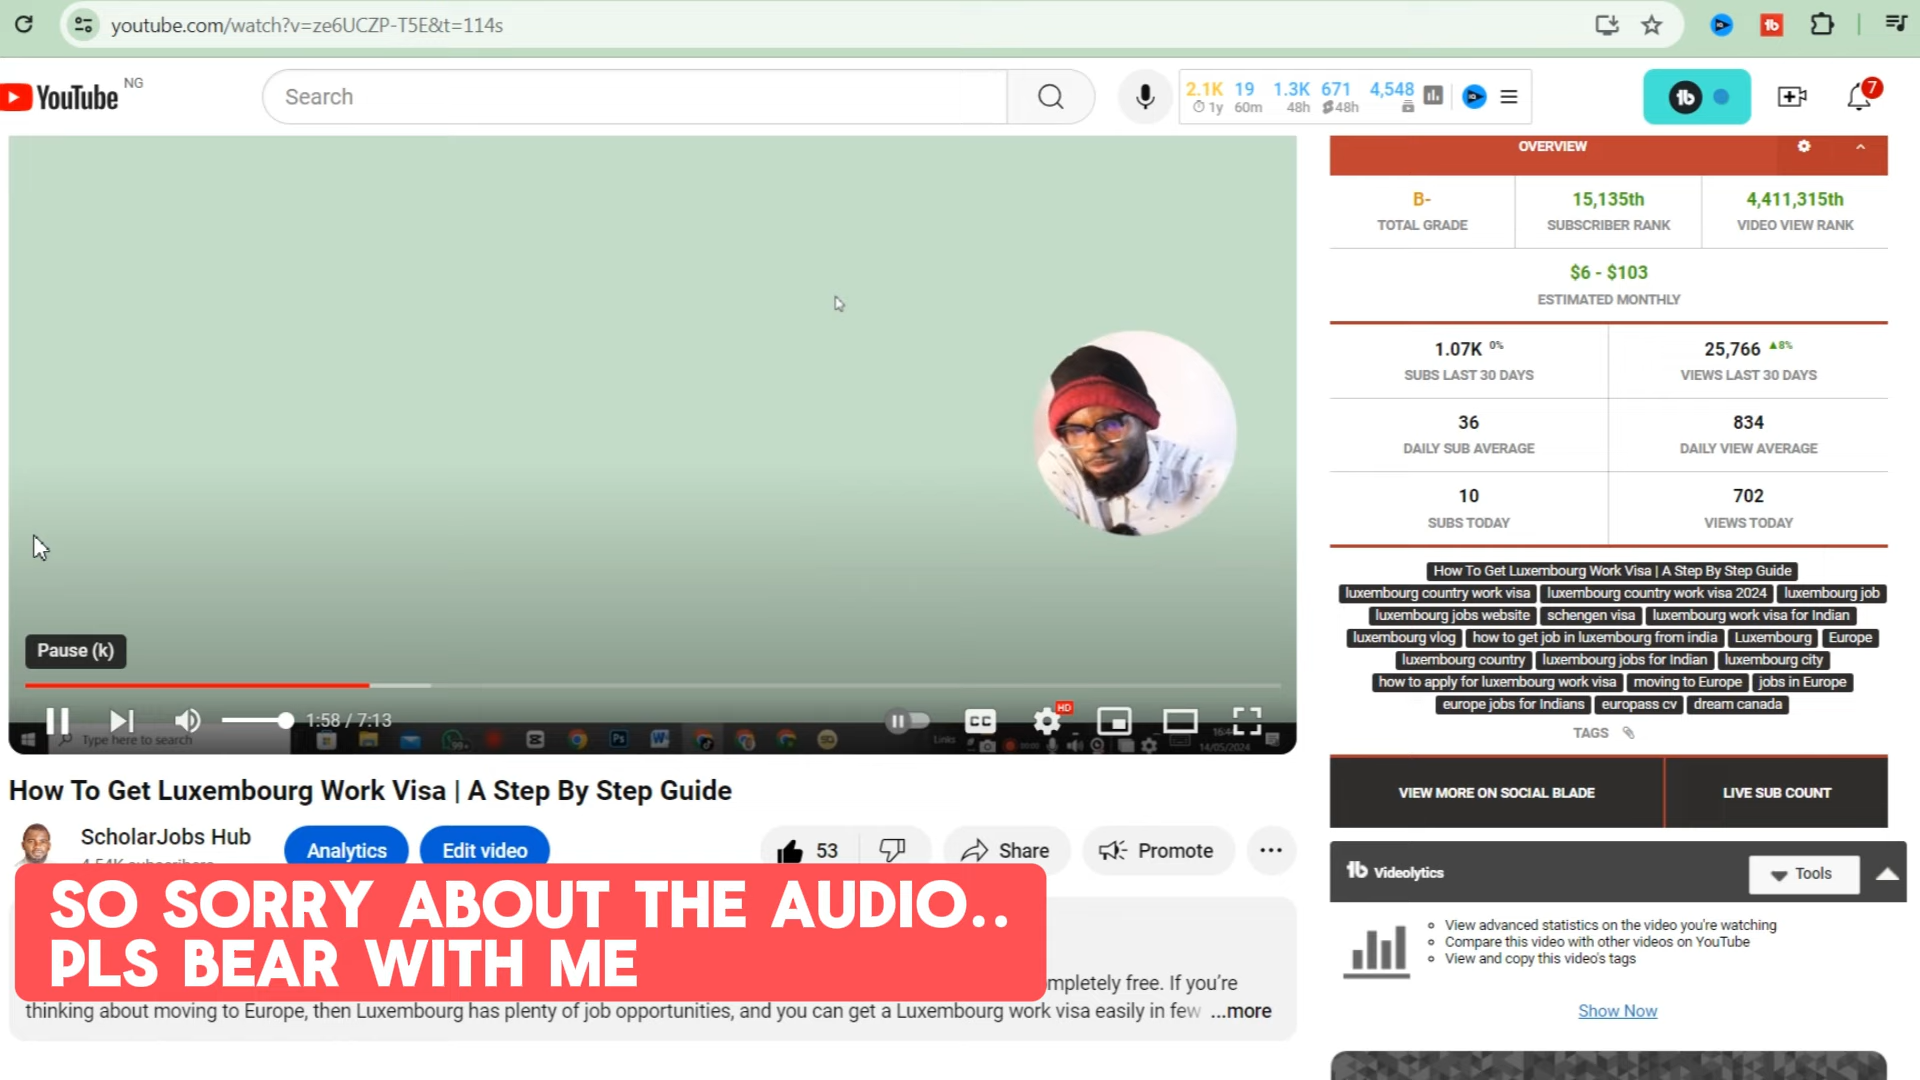 youtube.com/watch?v=ze6UCZP-T5E&t=114s
YouTube NG
Search
2.1K 19 1.3K 671 4,548
1y 60m 48h 48h
7
OVERVIEW
B- 15,135th 4,411,315th
TOTAL GRADE SUBSCRIBER RANK VIDEO VIEW RANK
$6 - $103
ESTIMATED MONTHLY
1.07K 0% 25,766 ▲8%
SUBS LAST 30 DAYS VIEWS LAST 30 DAYS
36 834
DAILY SUB AVERAGE DAILY VIEW AVERAGE
10 702
SUBS TODAY VIEWS TODAY
How To Get Luxembourg Work Visa | A Step By Step Guide
luxembourg country work visa luxembourg country work visa 2024 luxembourg job
luxembourg jobs website schengen visa luxembourg work visa for Indian
luxembourg vlog how to get job in luxembourg from india Luxembourg Europe
luxembourg country luxembourg jobs for Indian luxembourg city
how to apply for luxembourg work visa moving to Europe jobs in Europe
europe jobs for Indians europass cv dream canada
TAGS
VIEW MORE ON SOCIAL BLADE LIVE SUB COUNT
Videolytics Tools
View advanced statistics on the video you're watching
Compare this video with other videos on YouTube
View and copy this video's tags
Show Now
Pause (k)
1:58 / 7:13
CC HD
Type here to search
Links
14/05/2024
How To Get Luxembourg Work Visa | A Step By Step Guide
ScholarJobs Hub
4.54K subscribers
Analytics Edit video 53 Share Promote
SO SORRY ABOUT THE AUDIO..
PLS BEAR WITH ME
free. If you’re
thinking about moving to Europe, then Luxembourg has plenty of job opportunities, and you can get a Luxembourg work visa easily in few ...more